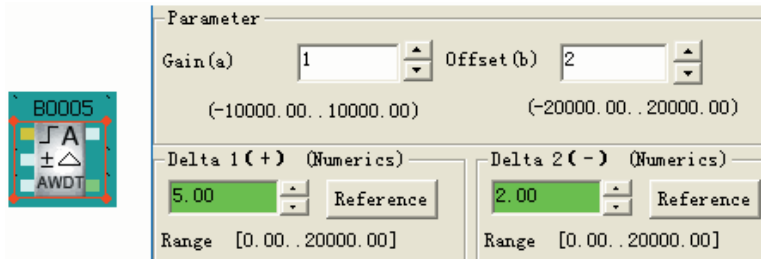 Parameter
Gain(a) 1 Offset(b) 2
(-10000.00..10000.00) (-20000.00..20000.00)
B0005
A
±△
AWDT
Delta 1(+) (Numerics) Delta 2(-) (Numerics)
5.00 Reference 2.00 Reference
Range [0.00..20000.00] Range [0.00..20000.00]